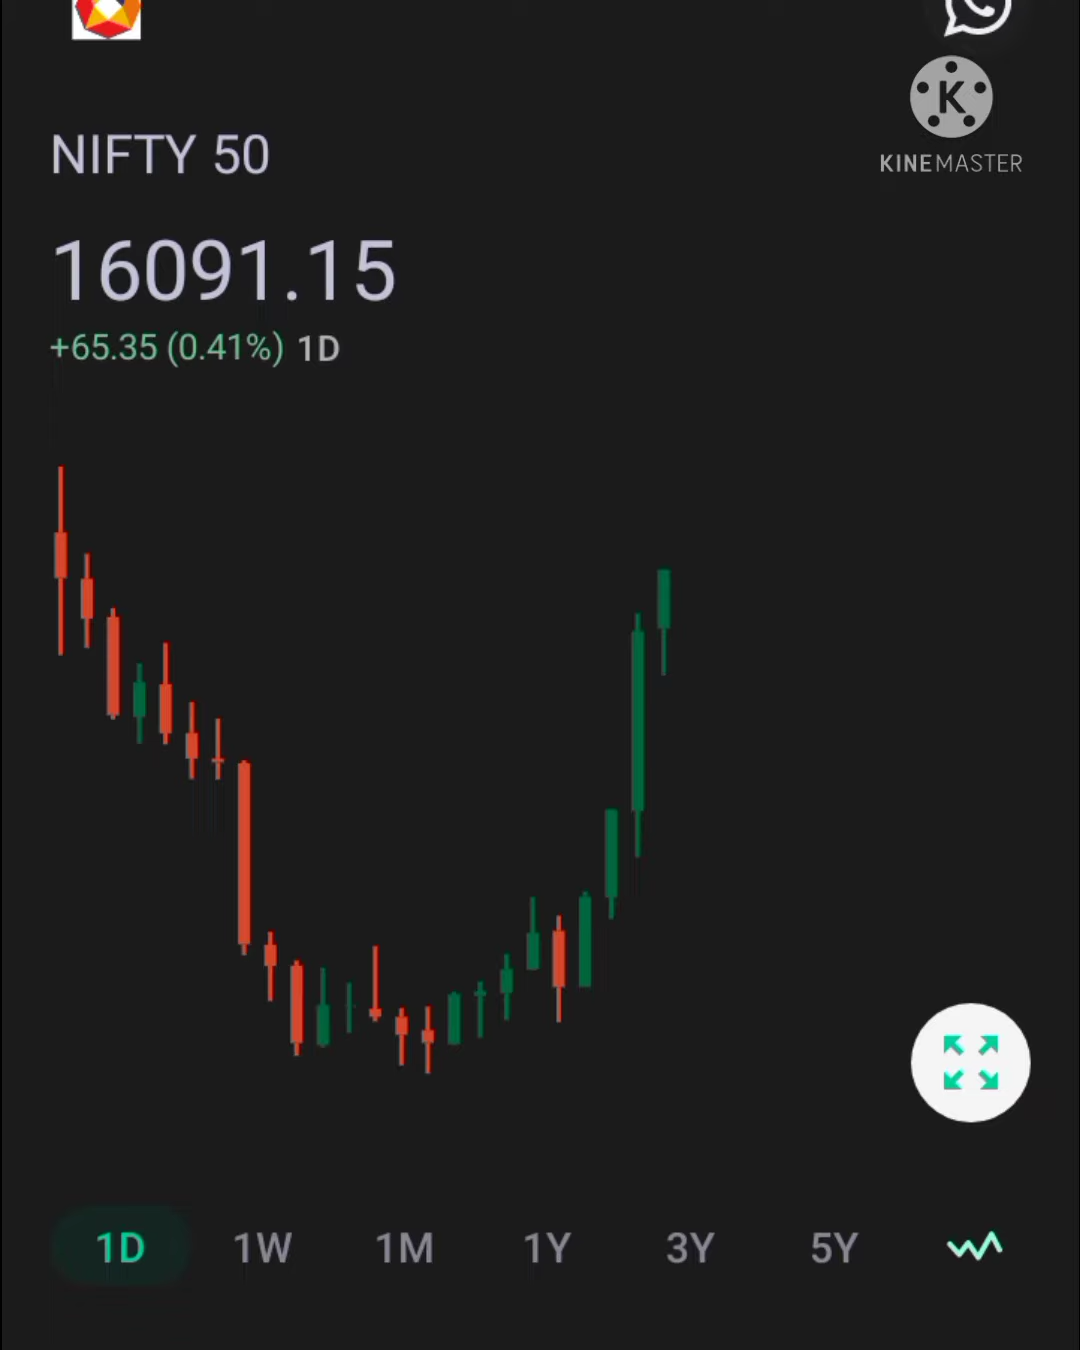 K
KINEMASTER
NIFTY 50
16091.15
+65.35 (0.41%) 1D
1D 1W 1M 1Y 3Y 5Y